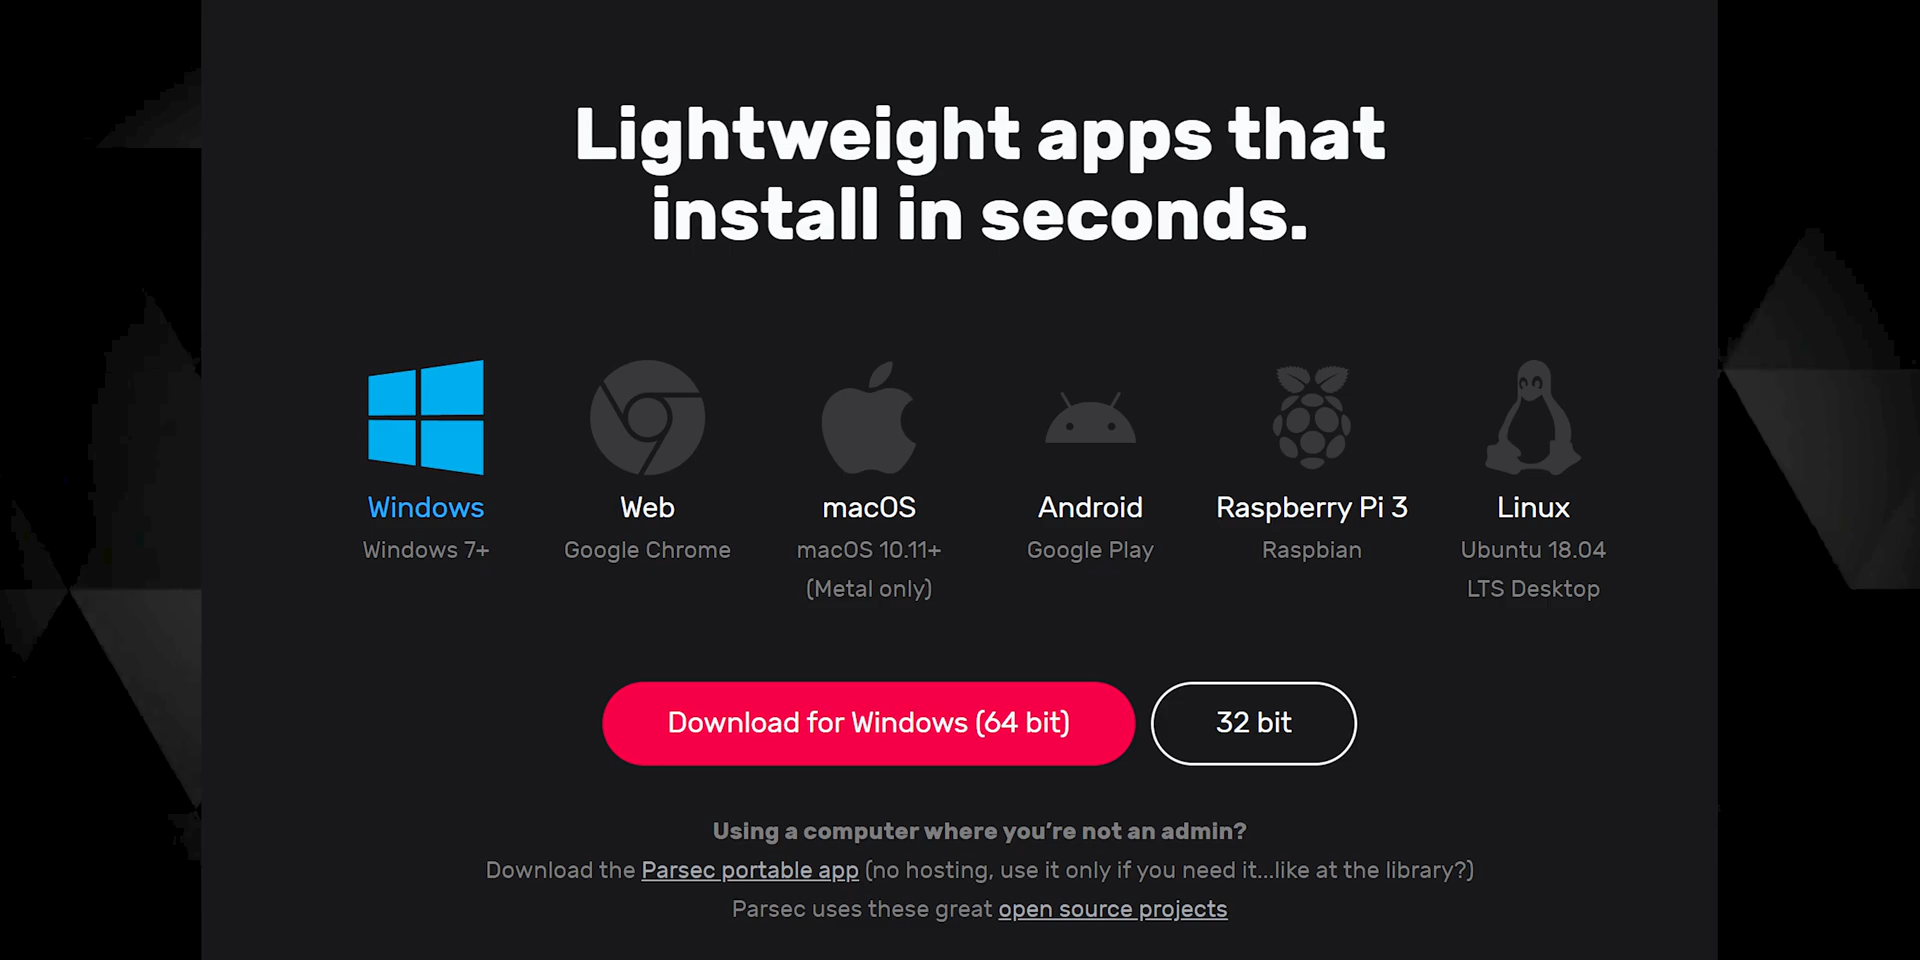 Lightweight apps that
install in seconds.
Windows
Windows 7+
Web
Google Chrome
macOS
macOS 10.11+
(Metal only)
Android
Google Play
Raspberry Pi 3
Raspbian
Linux
Ubuntu 18.04
LTS Desktop
Download for Windows (64 bit)
32 bit
Using a computer where you’re not an admin?
Download the Parsec portable app (no hosting, use it only if you need it...like at the library?)
Parsec uses these great open source projects